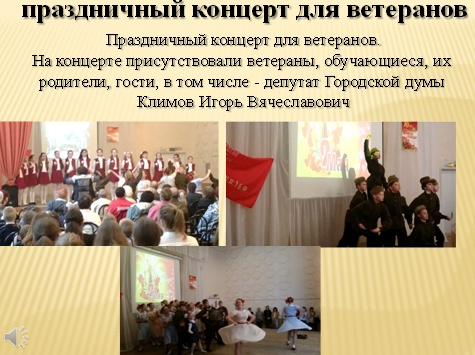 праздничный концерт для ветеранов
Праздничный концерт для ветеранов.
На концерте присутствовали ветераны, обучающиеся, их
родители, гости, в том числе - депутат Городской думы
Климов Игорь Вячеславович